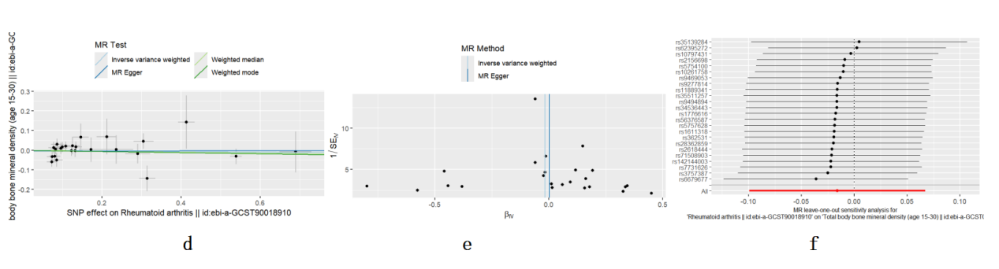 MR Test
Inverse variance weighted
Weighted median
MR Egger
Weighted mode
body bone mineral density (age 15-30) || id:ebi-a-GC
0.3
0.2
0.1
0.0
-0.1
-0.2
0.2
0.4
0.6
SNP effect on Rheumatoid arthritis || id:ebi-a-GCST90018910
d
MR Method
Inverse variance weighted
MR Egger
1/ SEIV
10
5
-0.5
0.0
0.5
βIV
e
rs35139284
rs62395272
rs10797431
rs2156698
rs5754100
rs10261758
rs9469053
rs9277814
rs11889341
rs35511257
rs9494894
rs34536443
rs1776616
rs56376587
rs5757628
rs1611318
rs362531
rs28362859
rs2618444
rs71508903
rs142144003
rs7731626
rs3757387
rs6679677
All
-0.10
-0.05
0.00
0.05
0.10
MR leave-one-out sensitivity analysis for
'Rheumatoid arthritis || id:ebi-a-GCST90018910' on 'Total body bone mineral density (age 15-30) || id:ebi-a-GCST(
f